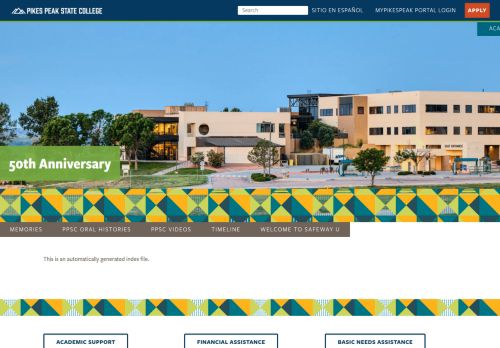 PIKES PEAK STATE COLLEGE
Search
SITIO EN ESPAÑOL
MYPIKESPEAK PORTAL LOGIN
APPLY
ACA
50th Anniversary
MEMORIES PPSC ORAL HISTORIES PPSC VIDEOS TIMELINE WELCOME TO SAFEWAY U
This is an automatically generated index file.
ACADEMIC SUPPORT FINANCIAL ASSISTANCE BASIC NEEDS ASSISTANCE